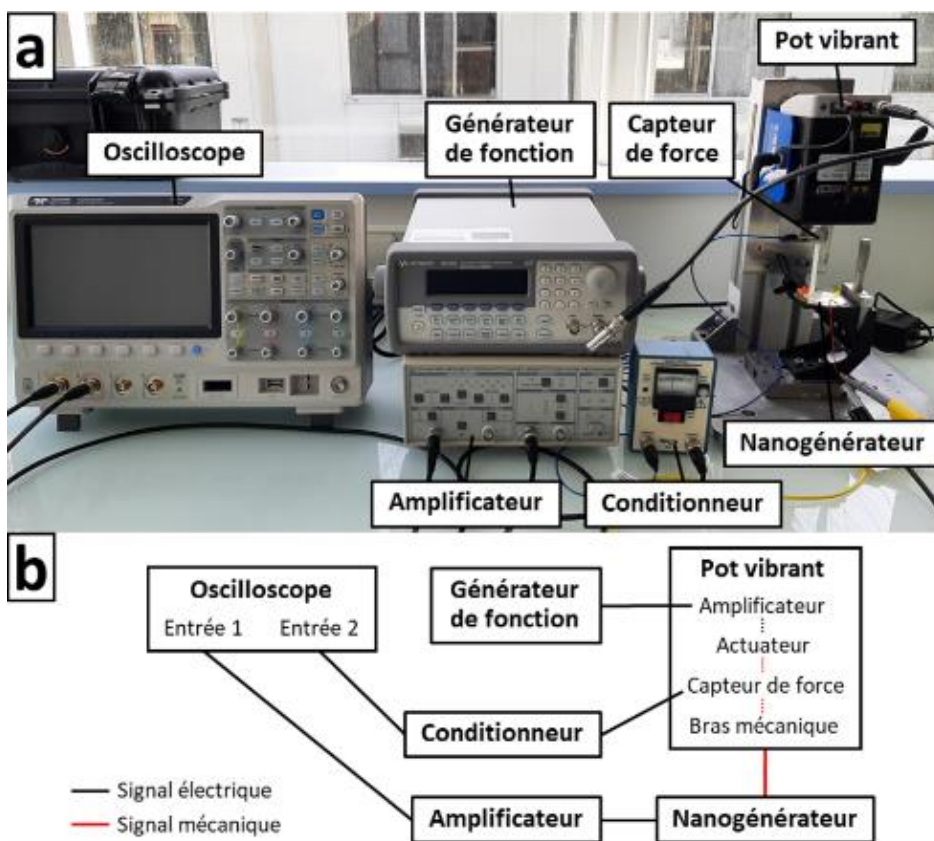 a
Pot vibrant
Générateur
de fonction
Capteur
de force
Oscilloscope
Nanogénérateur
Amplificateur
Conditionneur
b
Oscilloscope
Entrée 1 Entrée 2
Générateur
de fonction
Pot vibrant
Amplificateur
Actuateur
Capteur de force
Bras mécanique
Conditionneur
Signal électrique
Signal mécanique
Amplificateur
Nanogénérateur